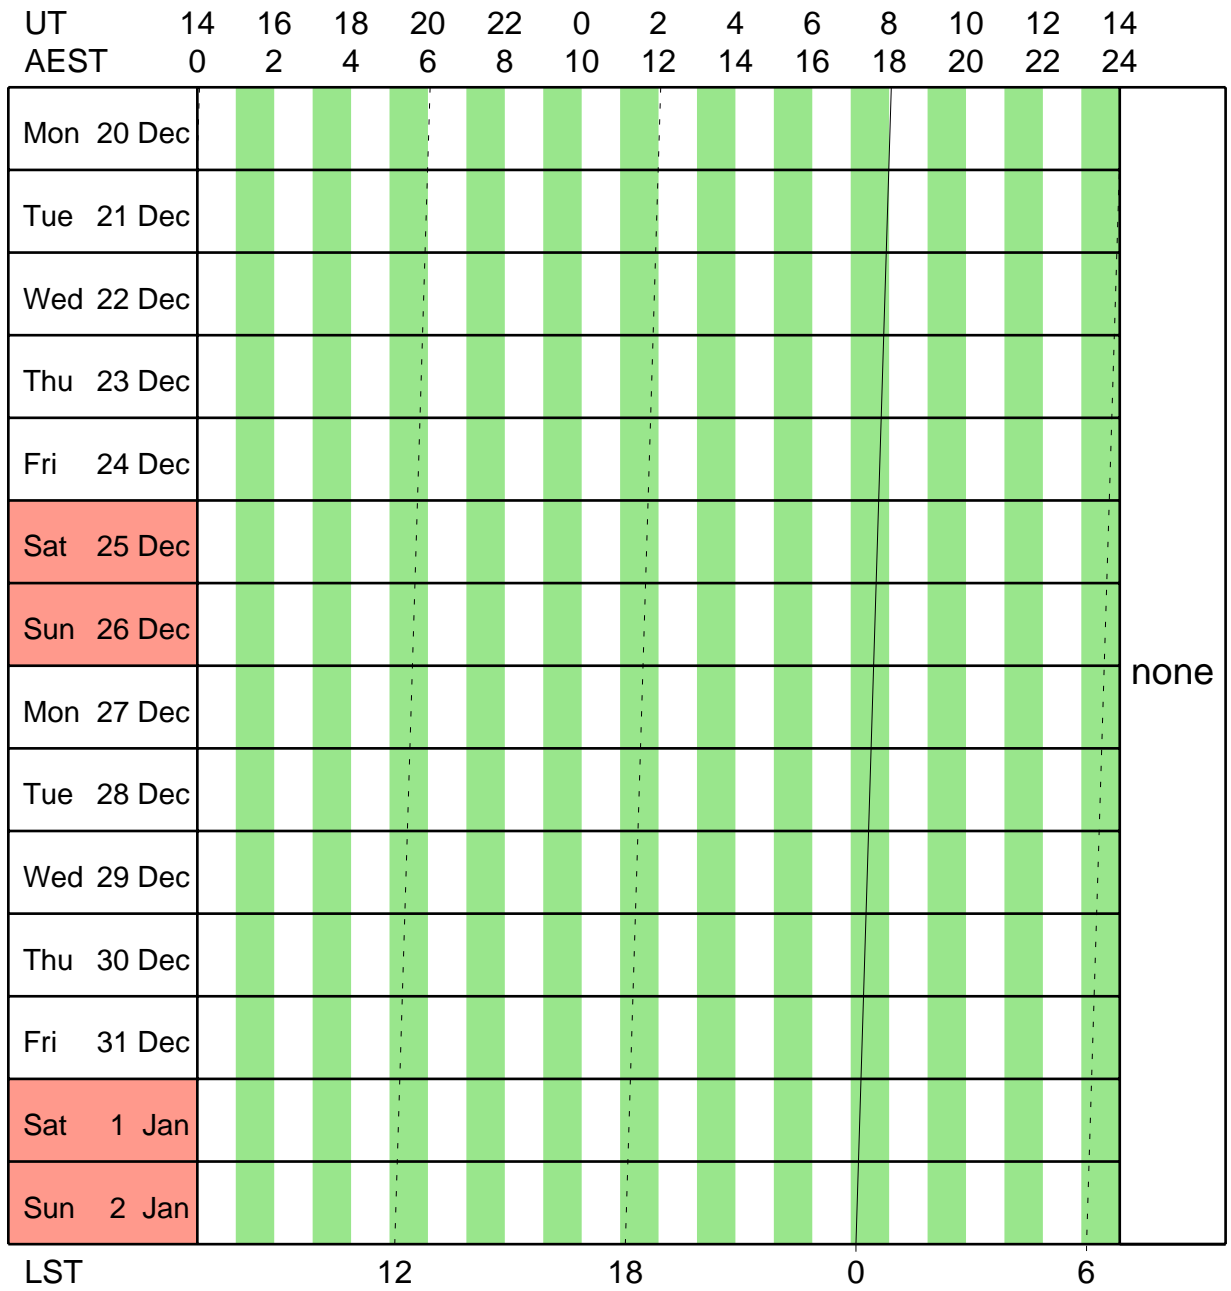 UT 14 16 18 20 22 0 2 4 6 8 10 12 14
AEST 0 2 4 6 8 10 12 14 16 18 20 22 24
Mon 20 Dec
Tue 21 Dec
Wed 22 Dec
Thu 23 Dec
Fri 24 Dec
Sat 25 Dec
Sun 26 Dec
none
Mon 27 Dec
Tue 28 Dec
Wed 29 Dec
Thu 30 Dec
Fri 31 Dec
Sat 1 Jan
Sun 2 Jan
LST 12 18 0 6